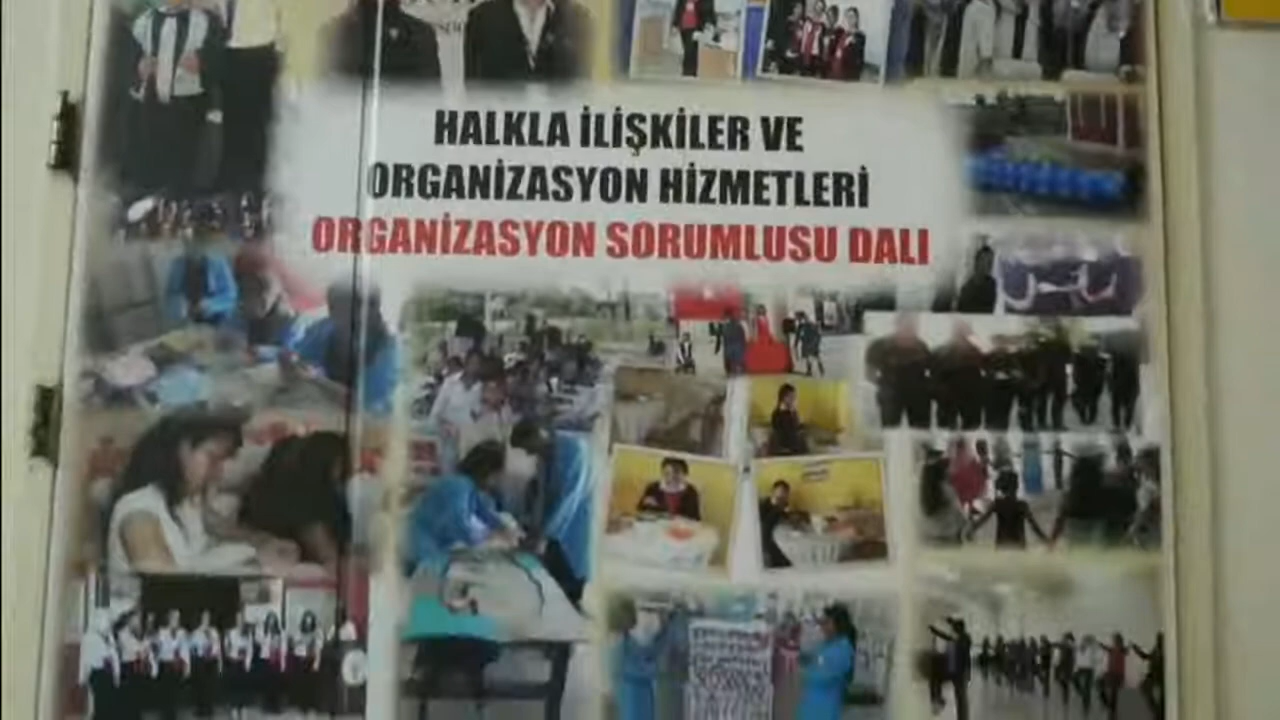 HALKLA İLİŞKİLER VE
ORGANİZASYON HİZMETLERİ
ORGANİZASYON SORUMLUSU DALI